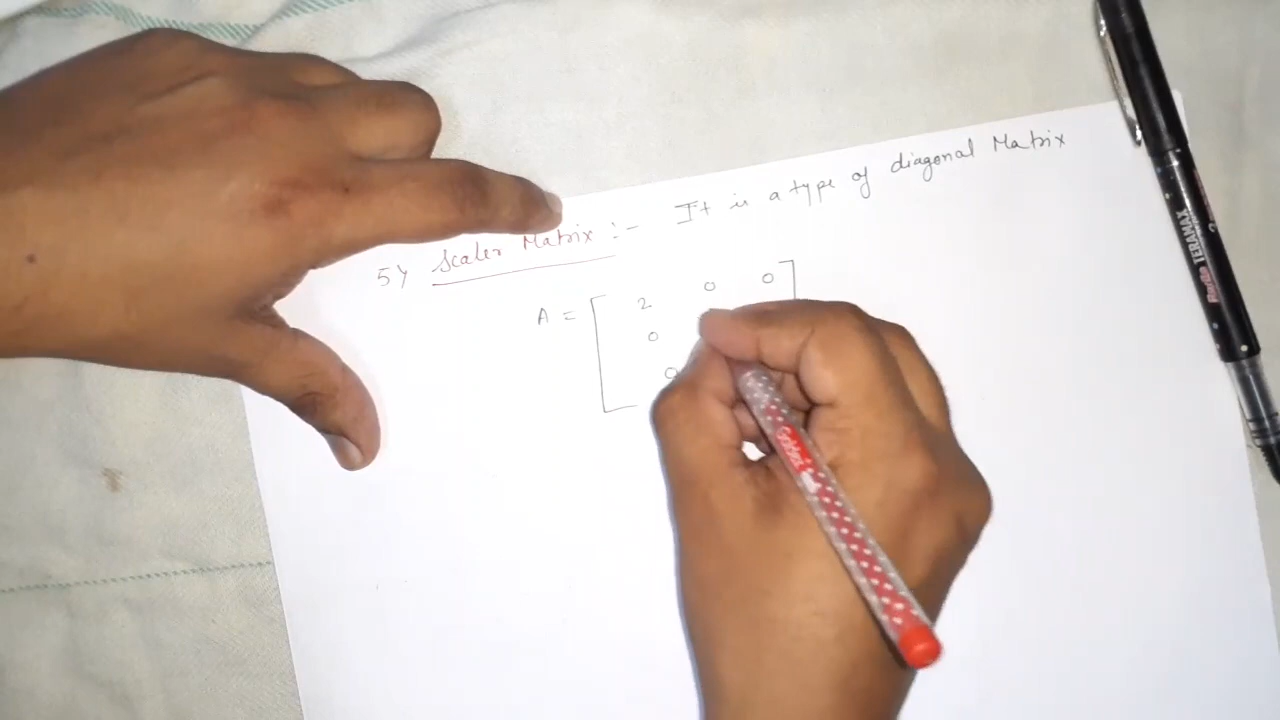 5) Scaler Matrix :- It is a type of diagonal Matrix
A = [ 2 0 0 ]
0
0
TERAMAX